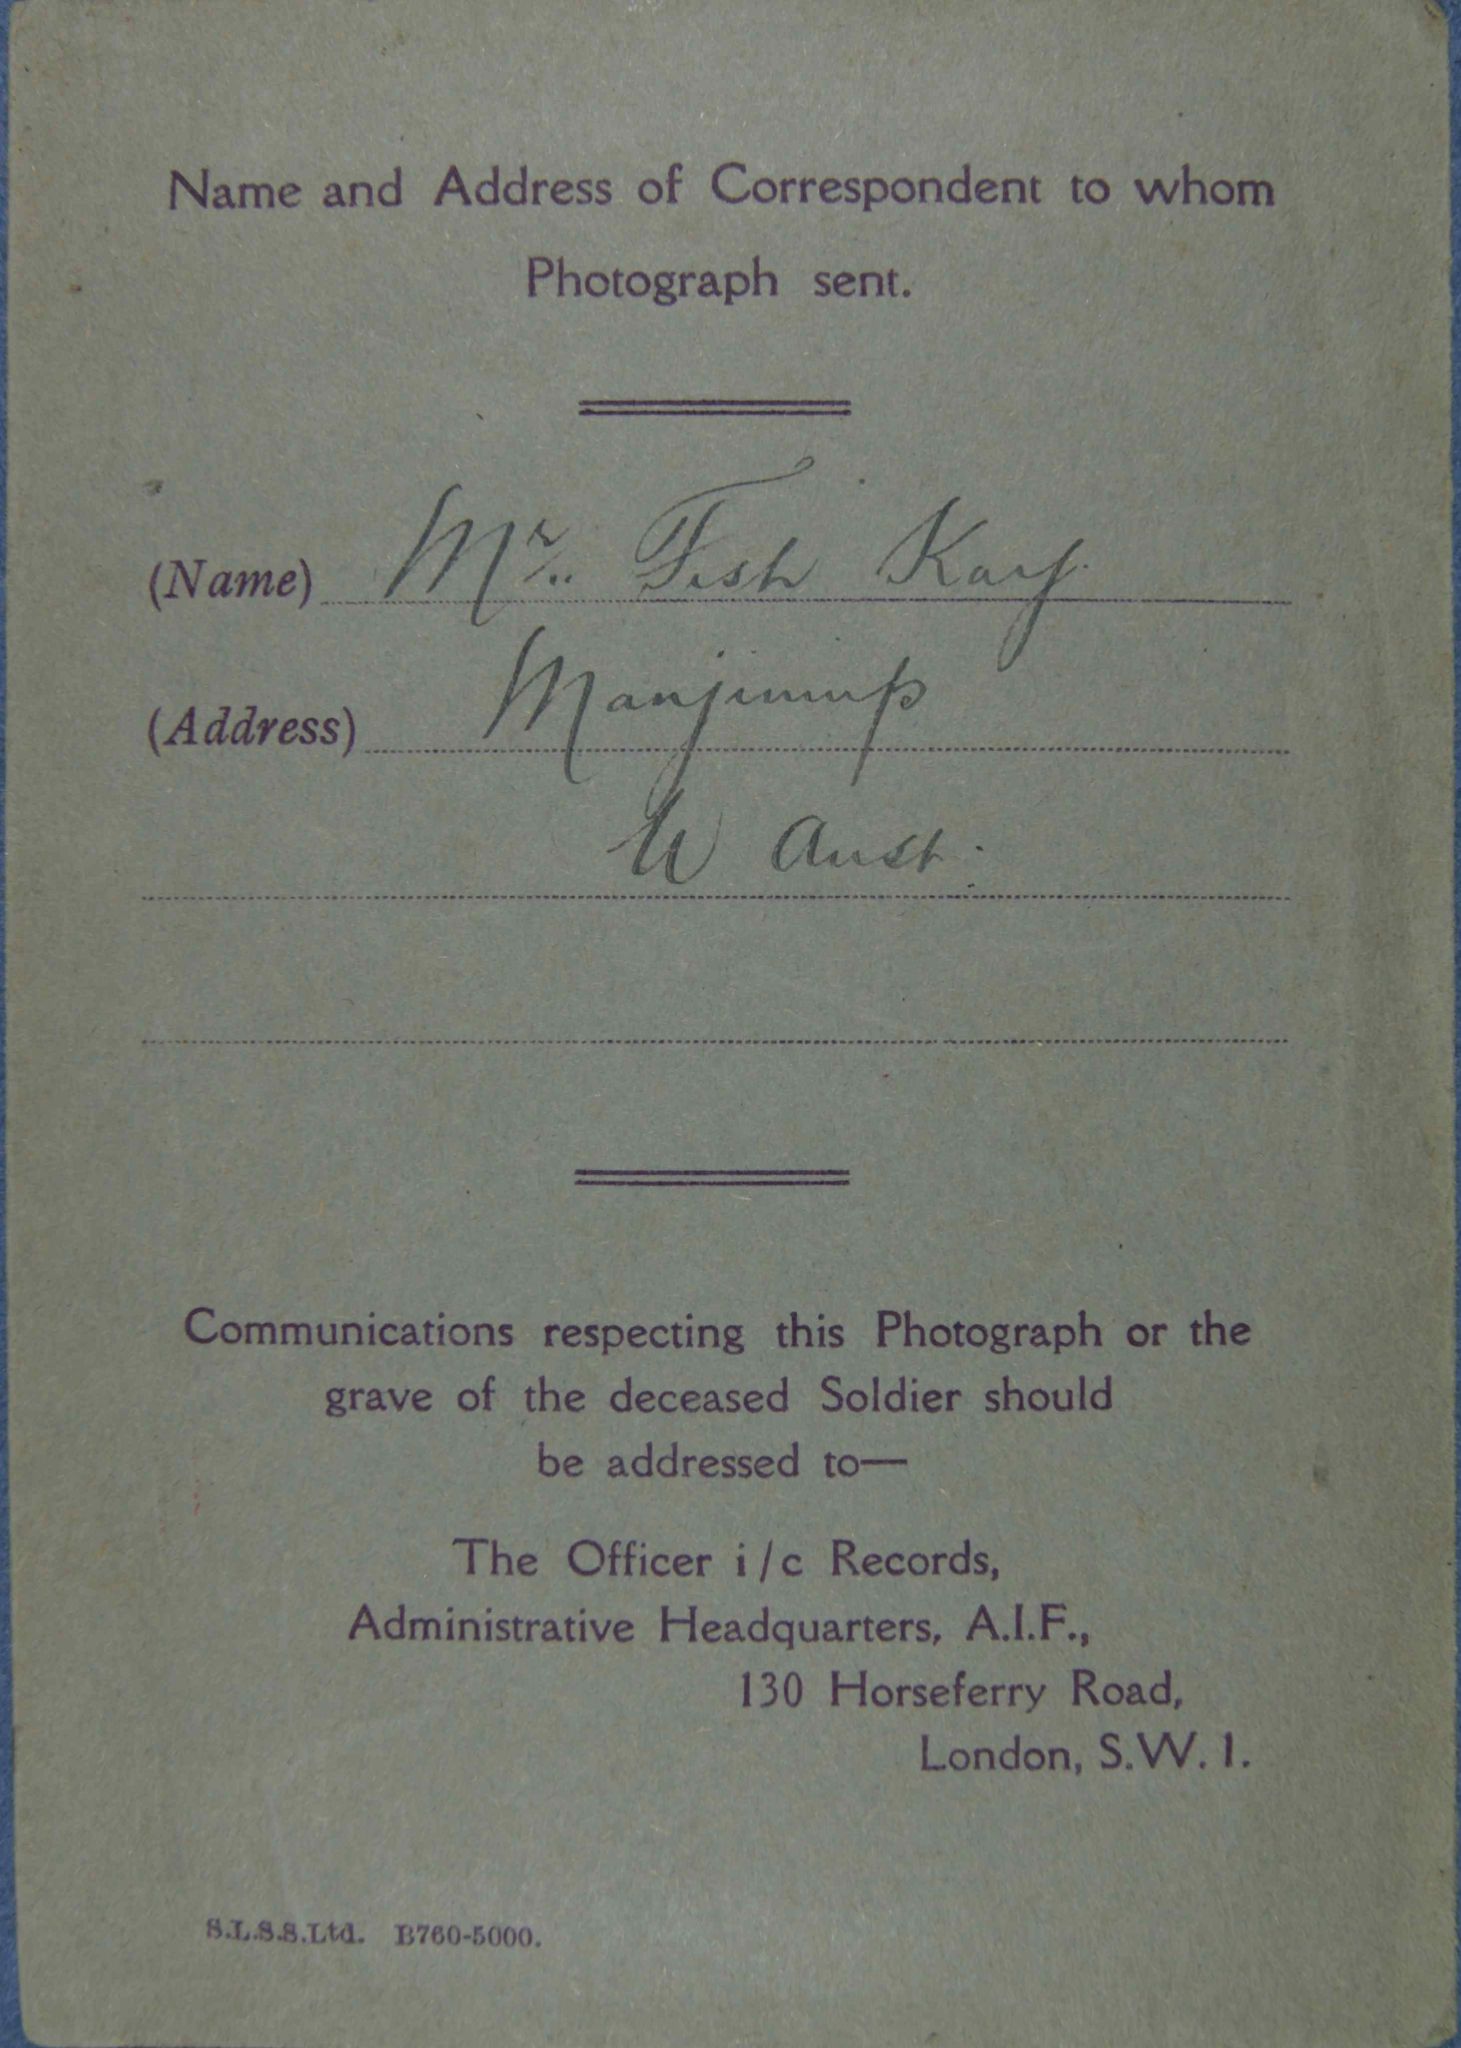 Name and Address of Correspondent to whom
Photograph sent.
(Name) Mr. Fish Kay.
(Address) Manjimup
W Aust.
Communications respecting this Photograph or the
grave of the deceased Soldier should
be addressed to—
The Officer i/c Records,
Administrative Headquarters, A.I.F.,
130 Horseferry Road,
London, S.W. 1.
S.L.S.S.Ltd. B760-5000.